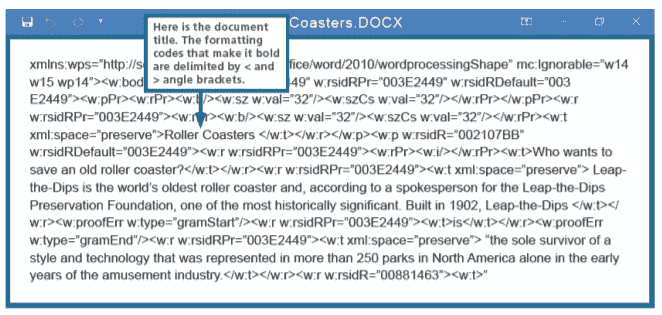 Coasters.DOCX
Here is the document
title. The formatting
codes that make it bold
are delimited by < and
> angle brackets.
xmlns:wps="http://s ffice/word/2010/wordprocessingShape" mc:Ignorable="w14
w15 wp14"><w:bod 49" w:rsidRPr="003E2449" w:rsidRDefault="003
E2449"><w:pPr><w:rPr><w:b/><w:sz w:val="32"/><w:szCs w:val="32"/></w:rPr></w:pPr><w:r
w:rsidRPr="003E2449"><w:rPr><w:b/><w:sz w:val="32"/><w:szCs w:val="32"/></w:rPr><w:t
xml:space="preserve">Roller Coasters </w:t></w:r></w:p><w:p w:rsidR="002107BB"
w:rsidRDefault="003E2449"><w:r w:rsidRPr="003E2449"><w:rPr><w:i/></w:rPr><w:t>Who wants to
save an old roller coaster?</w:t></w:r><w:r w:rsidRPr="003E2449"><w:t xml:space="preserve"> Leap-
the-Dips is the world's oldest roller coaster and, according to a spokesperson for the Leap-the-Dips
Preservation Foundation, one of the most historically significant. Built in 1902, Leap-the-Dips </w:t></
w:r><w:proofErr w:type="gramStart"/><w:r w:rsidRPr="003E2449"><w:t>is</w:t></w:r><w:proofErr
w:type="gramEnd"/><w:r w:rsidRPr="003E2449"><w:t xml:space="preserve"> "the sole survivor of a
style and technology that was represented in more than 250 parks in North America alone in the early
years of the amusement industry.</w:t></w:r><w:r w:rsidR="00881463"><w:t>"